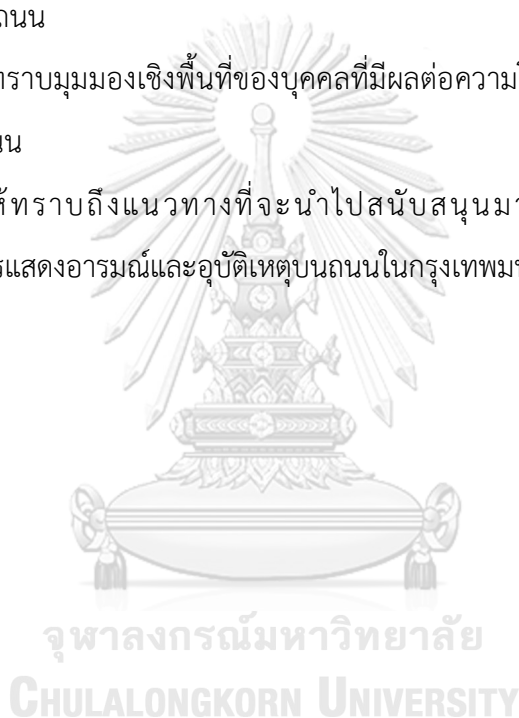 ถนน
ทราบมุมมองเชิงพื้นที่ของบุคคลที่มีผลต่อความ
นน
ห้ทราบถึงแนวทางที่จะนำไปสนับสนุนมา
รแสดงอารมณ์และอุบัติเหตุบนถนนในกรุงเทพม
จุฬาลงกรณ์มหาวิทยาลัย
CHULALONGKORN UNIVERSITY